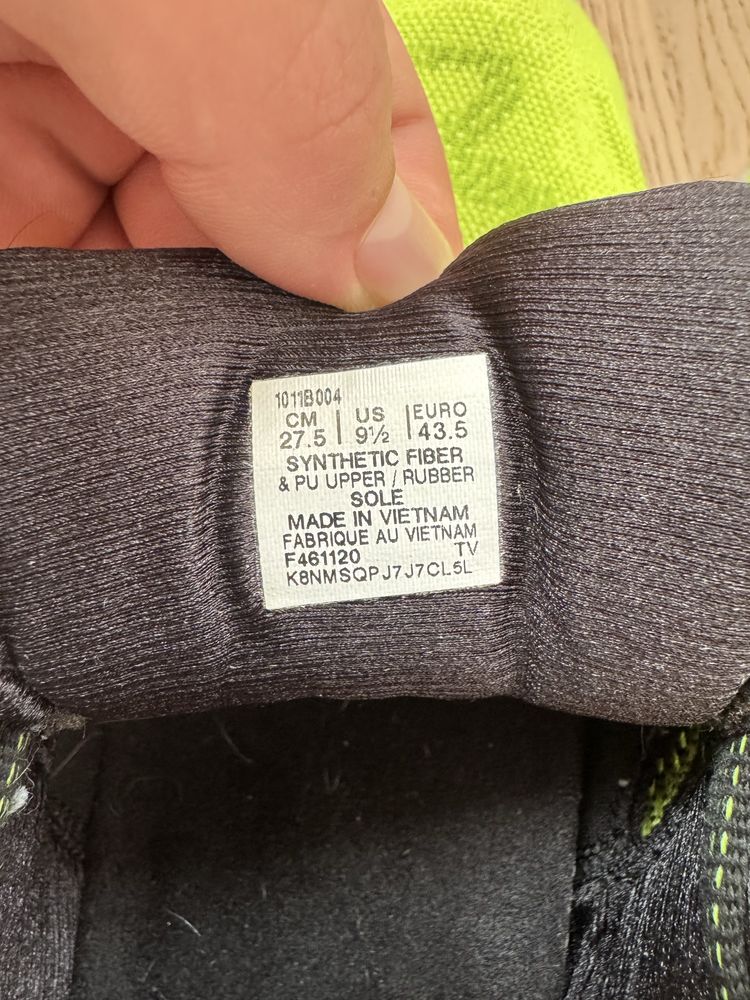 1011B004
CM | US | EURO
27.5 | 9½ | 43.5
SYNTHETIC FIBER
& PU UPPER / RUBBER
SOLE
MADE IN VIETNAM
FABRIQUE AU VIETNAM
F461120 TV
K8NMSQPJ7J7CL5L